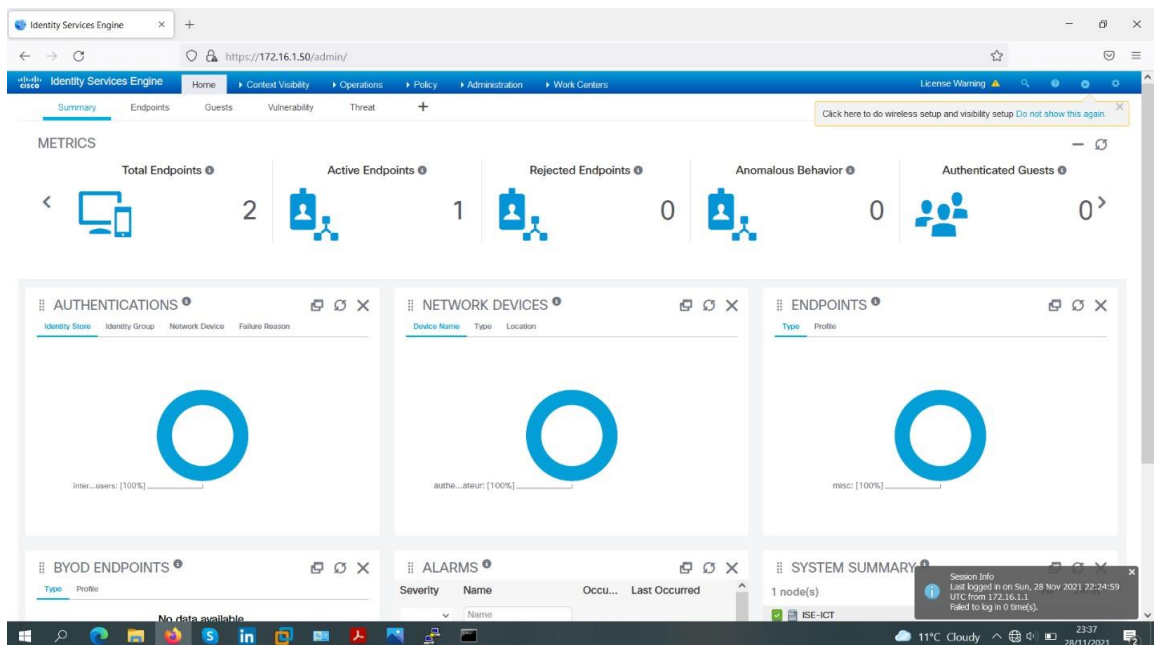 Identity Services Engine
https://172.16.1.50/admin/
cisco Identity Services Engine Home Context Visibility Operations Policy Administration Work Centers License Warning
Summary Endpoints Guests Vulnerability Threat +
Click here to do wireless setup and visibility setup Do not show this again.
METRICS
Total Endpoints Active Endpoints Rejected Endpoints Anomalous Behavior Authenticated Guests
2 1 0 0 0
AUTHENTICATIONS NETWORK DEVICES ENDPOINTS
Identity Store Identity Group Network Device Failure Reason Device Name Type Location Type Profile
inter...users: [100%] authe...ateur: [100%] misc: [100%]
BYOD ENDPOINTS ALARMS SYSTEM SUMMARY
Type Profile Severity Name Occu... Last Occurred 1 node(s)
No data available Name ISE-ICT
Session Info
Last logged in on Sun, 28 Nov 2021 22:24:59
UTC from 172.16.1.1
Failed to log in 0 time(s).
11°C Cloudy 23:37
28/11/2021